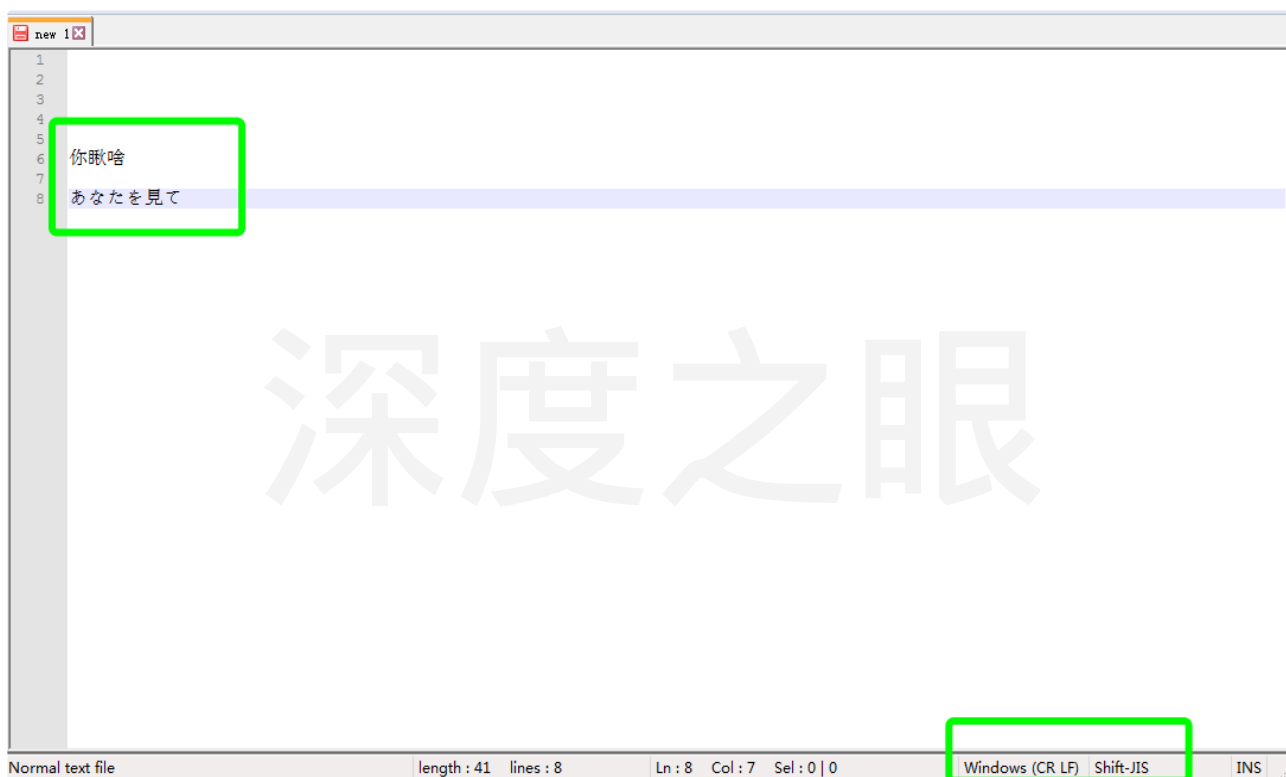 new 1
1
2
3
4
5
6 你瞅啥
7
8 あなたを見て
深度之眼
Normal text file length : 41 lines : 8 Ln : 8 Col : 7 Sel : 0 | 0 Windows (CR LF) Shift-JIS INS